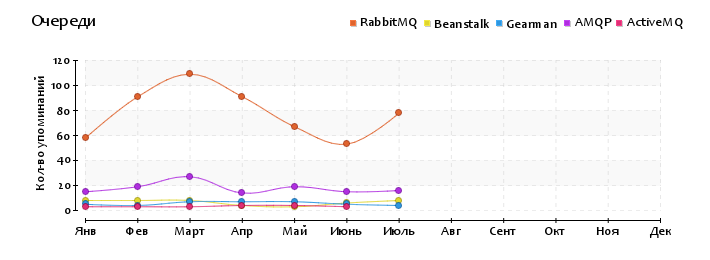 Очереди
RabbitMQ Beanstalk Gearman AMQP ActiveMQ
Кол-во упоминаний
120
100
80
60
40
20
0
Янв Фев Март Апр Май Июнь Июль Авг Сент Окт Ноя Дек